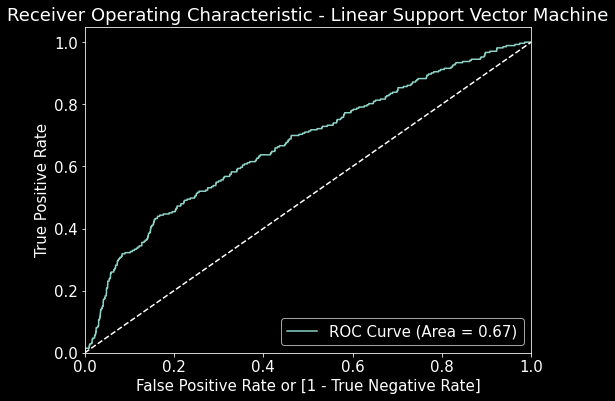 Receiver Operating Characteristic - Linear Support Vector Machine
1.0
0.8
0.6
0.4
0.2
0.0
True Positive Rate
ROC Curve (Area = 0.67)
0.0 0.2 0.4 0.6 0.8 1.0
False Positive Rate or [1 - True Negative Rate]